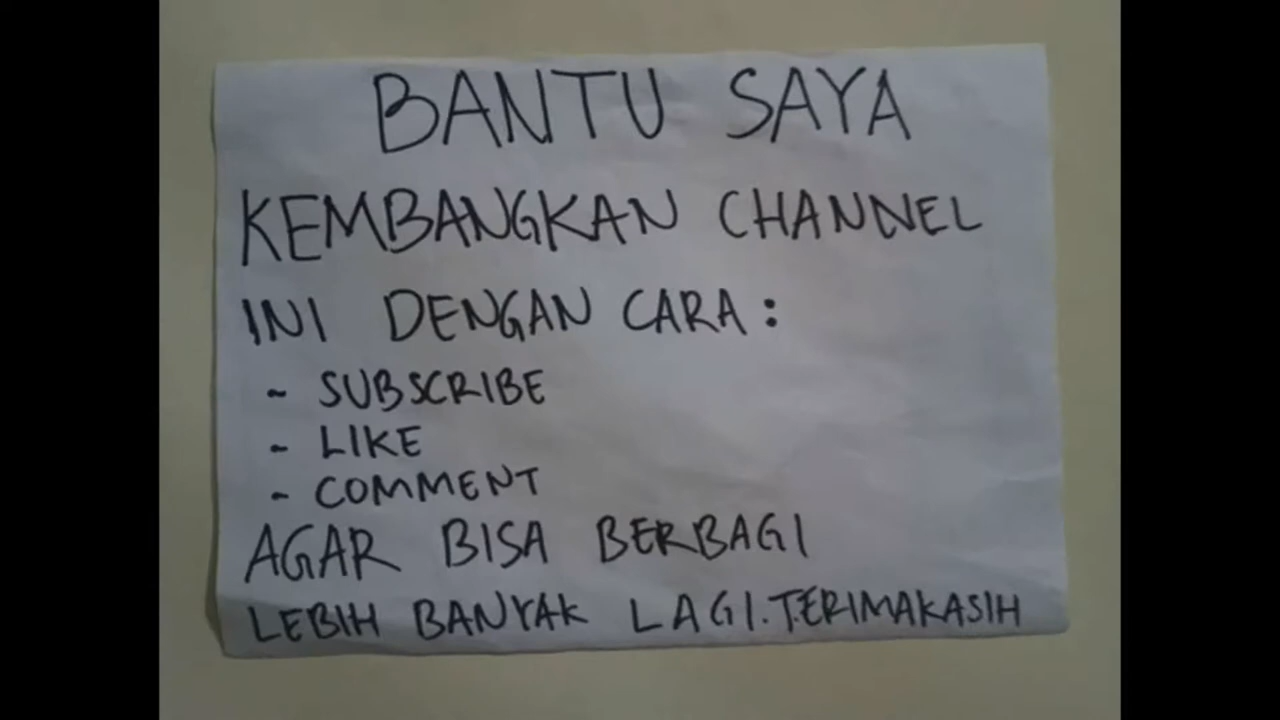 BANTU SAYA
KEMBANGKAN CHANNEL
INI DENGAN CARA:
- SUBSCRIBE
- LIKE
- COMMENT
AGAR BISA BERBAGI
LEBIH BANYAK LAGI. TERIMAKASIH